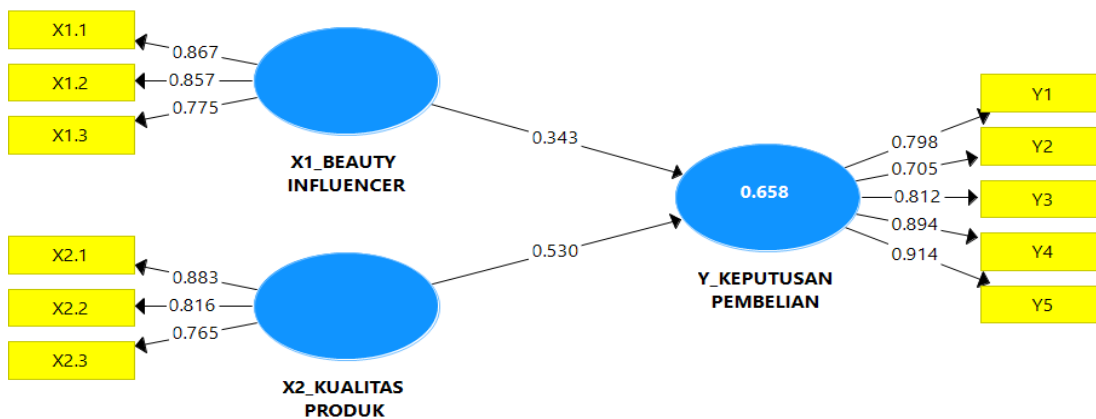 X1.1
X1.2
X1.3
0.867
0.857
0.775
X1_BEAUTY
INFLUENCER
0.343
X2.1
X2.2
X2.3
0.883
0.816
0.765
X2_KUALITAS
PRODUK
0.530
0.658
Y_KEPUTUSAN
PEMBELIAN
0.798
0.705
0.812
0.894
0.914
Y1
Y2
Y3
Y4
Y5